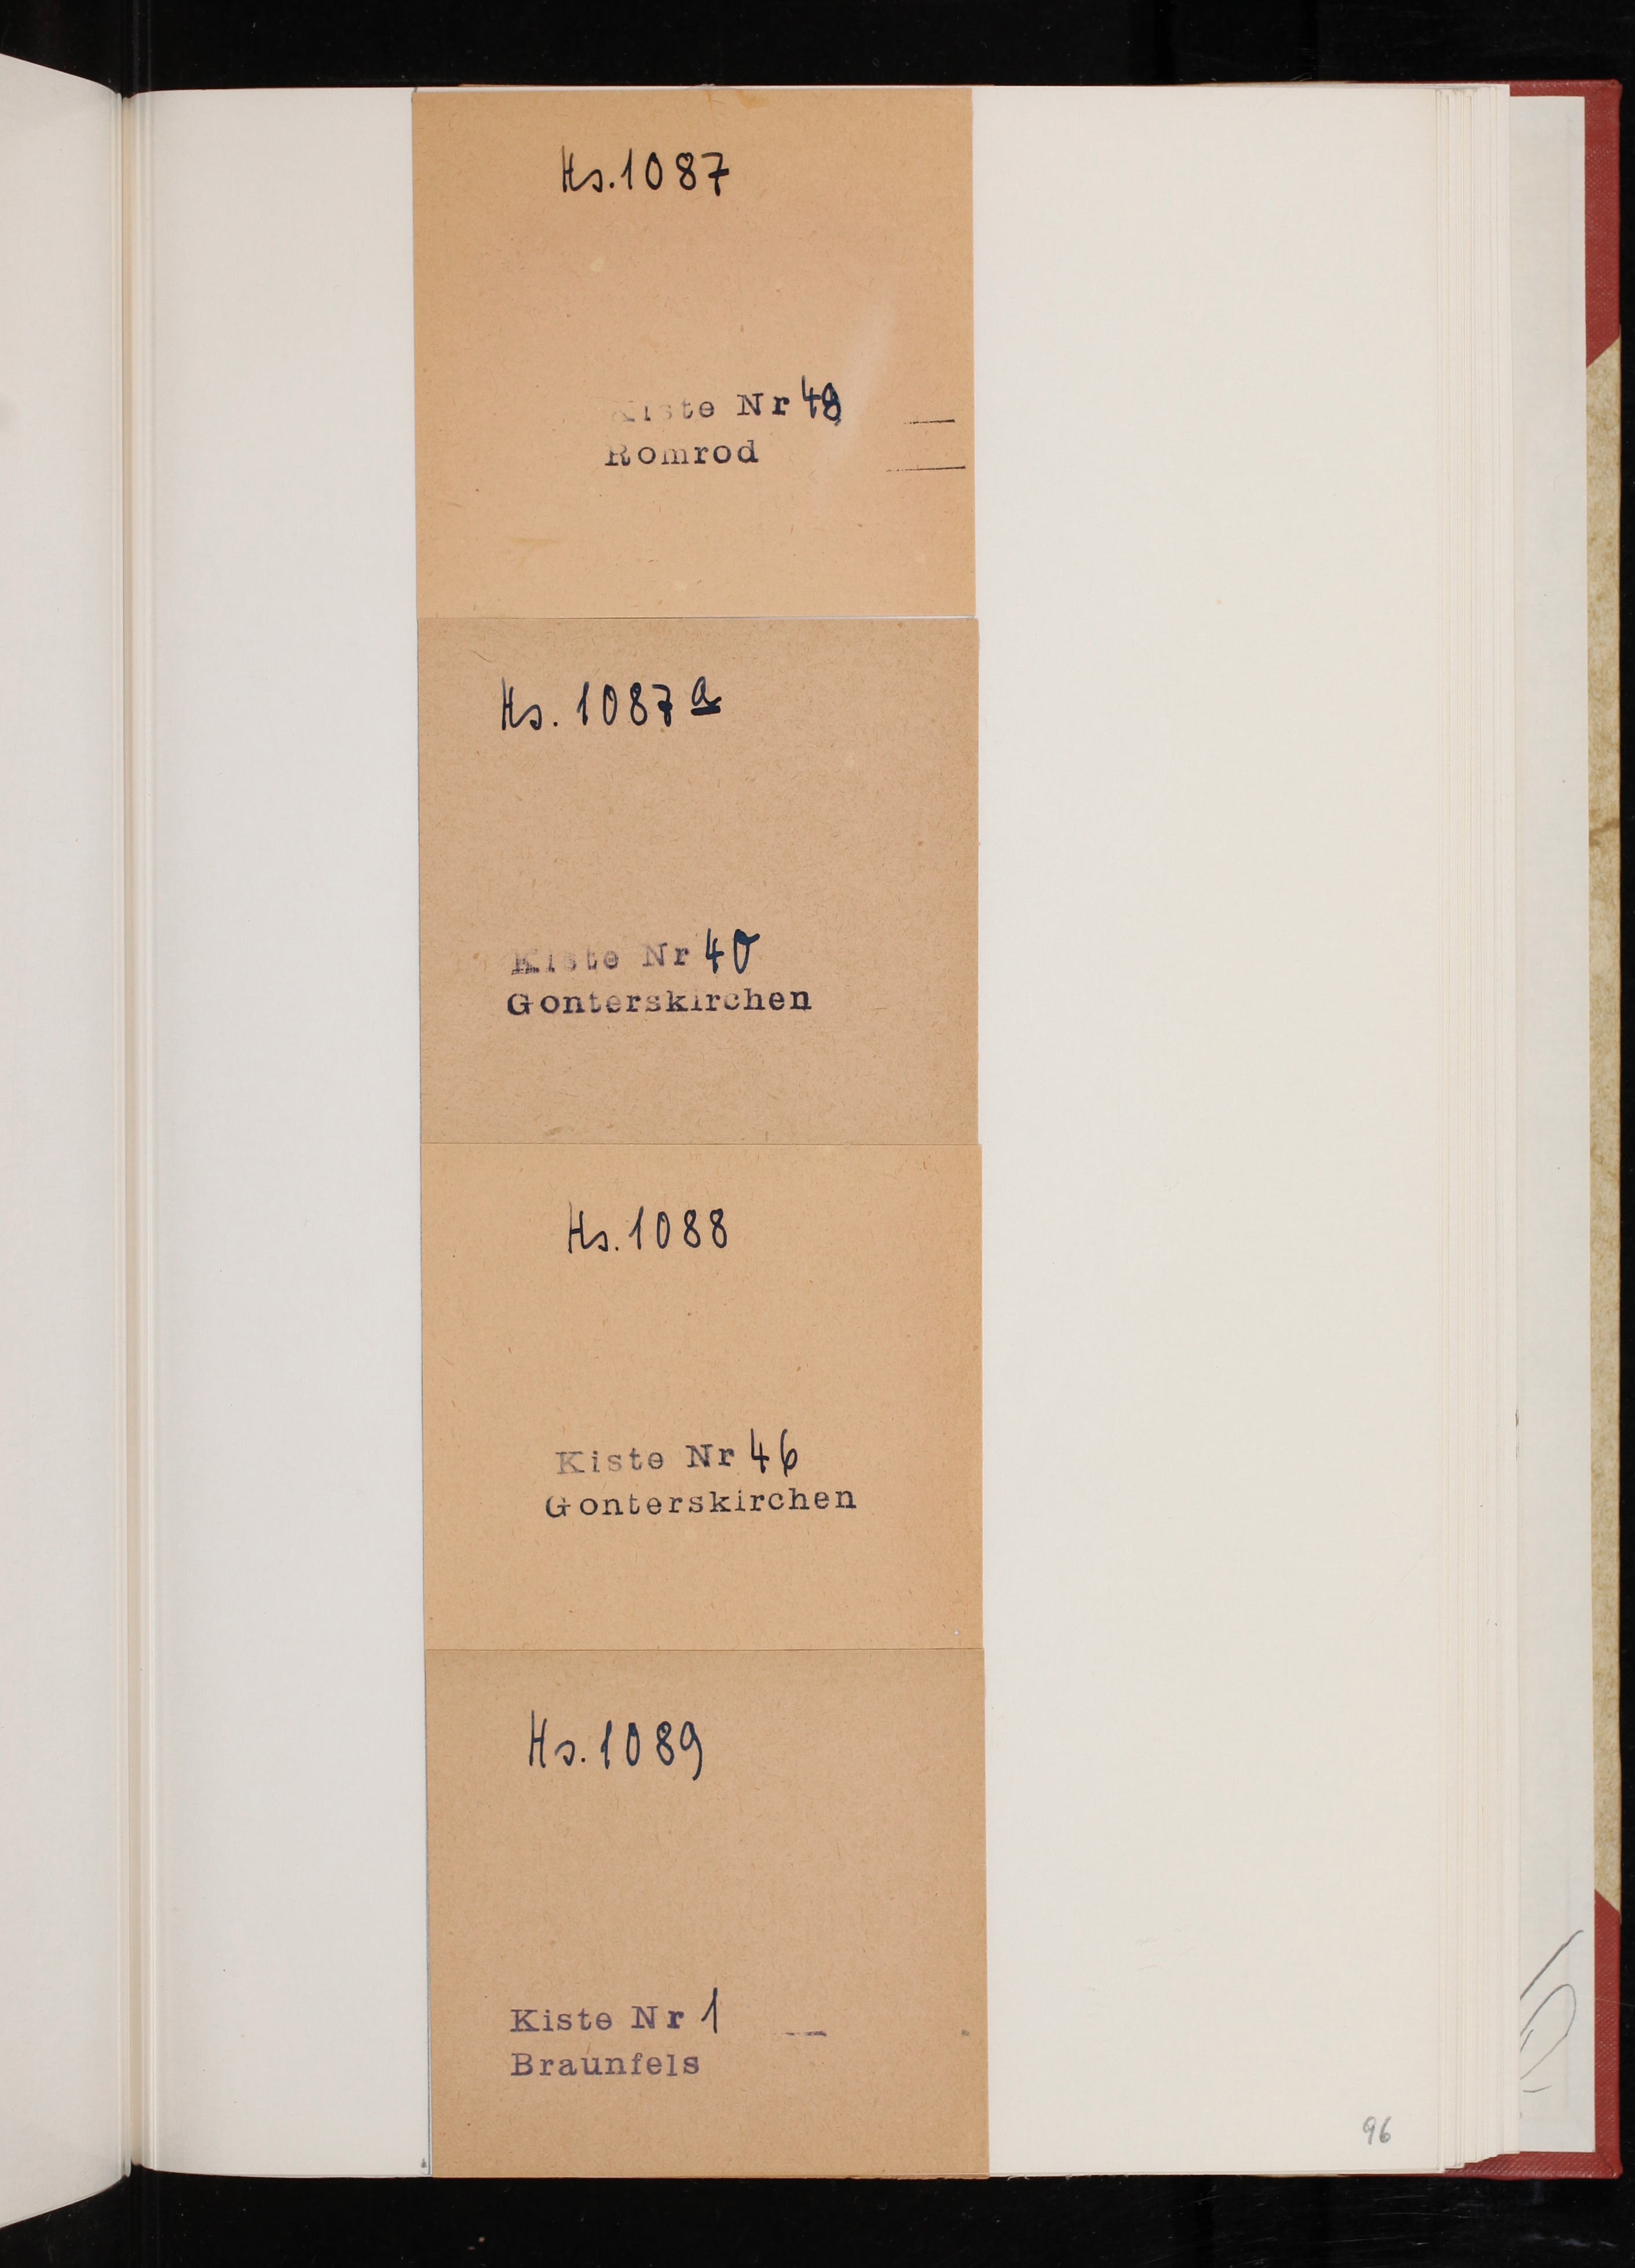 Hs. 1087
Kiste Nr 48
Romrod
Hs. 1087a
Kiste Nr 40
Gonterskirchen
Hs. 1088
Kiste Nr 46
Gonterskirchen
Hs. 1089
Kiste Nr 1
Braunfels
96